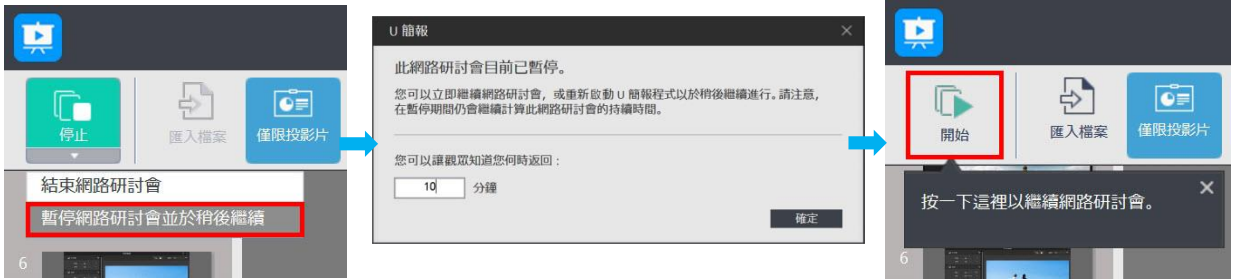 停止
匯入檔案
僅限投影片
結束網路研討會
暫停網路研討會並於稍後繼續
6
U 簡報
此網路研討會目前已暫停。
您可以立即繼續網路研討會，或重新啟動 U 簡報程式以於稍後繼續進行。請注意，
在暫停期間仍會繼續計算此網路研討會的持續時間。
您可以讓觀眾知道您何時返回：
10 分鐘
確定
開始
匯入檔案
僅限投影片
按一下這裡以繼續網路研討會。
6